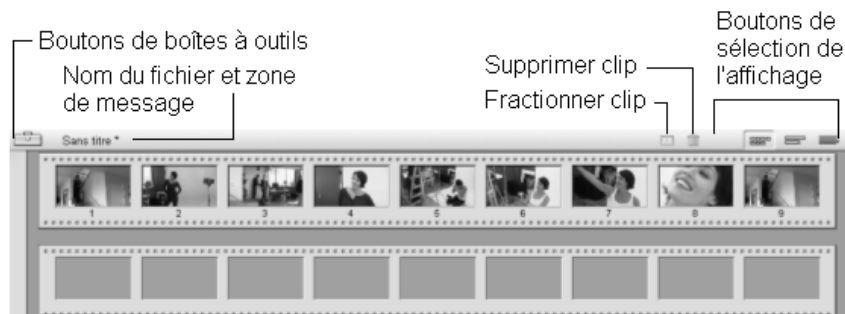 Boutons de boîtes à outils
Nom du fichier et zone
de message
Supprimer clip
Fractionner clip
Boutons de
sélection de
l'affichage
Sans titre *
1 2 3 4 5 6 7 8 9